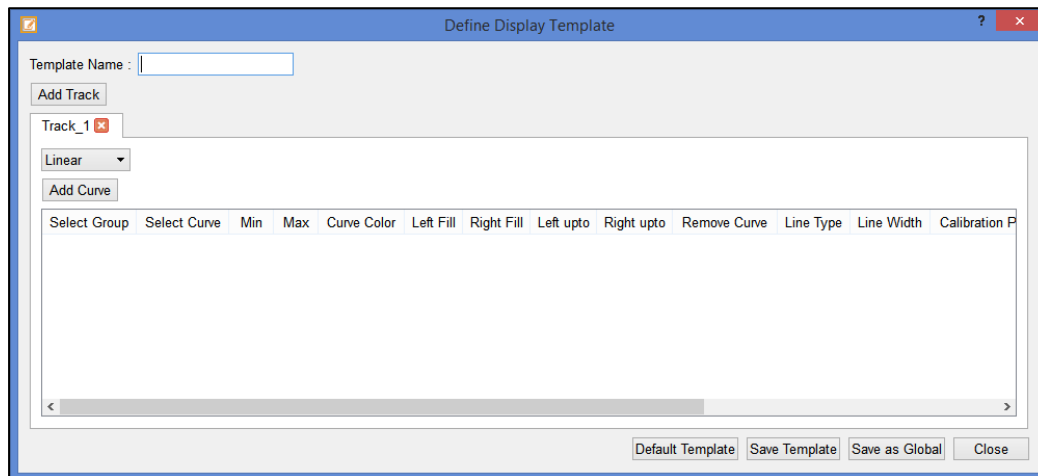 Define Display Template
?
Template Name :
Add Track
Track_1
Linear
Add Curve
Select Group Select Curve Min Max Curve Color Left Fill Right Fill Left upto Right upto Remove Curve Line Type Line Width Calibration P
Default Template Save Template Save as Global Close